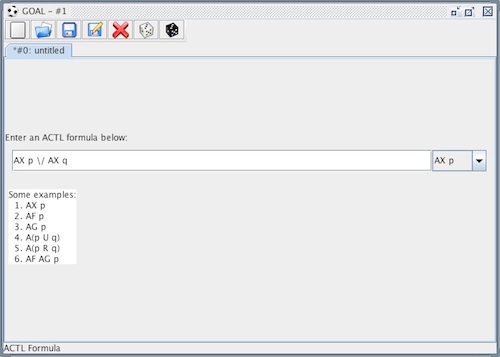 GOAL – #1
*#0: untitled
Enter an ACTL formula below:
AX p \/ AX q
AX p
Some examples:
1. AX p
2. AF p
3. AG p
4. A(p U q)
5. A(p R q)
6. AF AG p
ACTL Formula